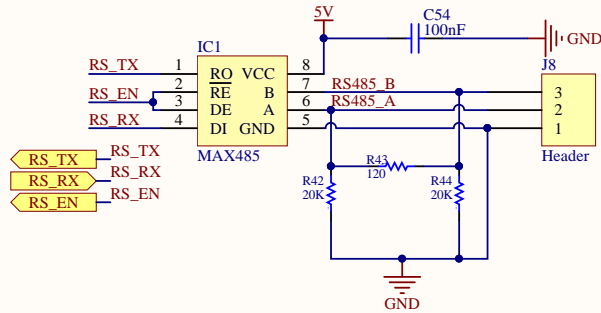 5V
C54
100nF
GND
IC1
J8
RS_TX 1 RO VCC 8
RS_EN 2 RE B 7 RS485_B 3
3 DE A 6 RS485_A 2
RS_RX 4 DI GND 5 1
MAX485
Header
RS_TX RS_TX
RS_RX RS_RX
RS_EN RS_EN
R43
120
R42
20K
R44
20K
GND